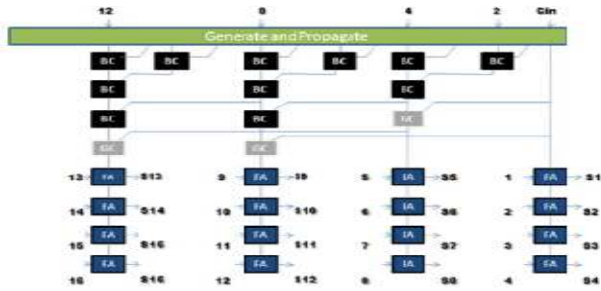 12 8 4 2 Cin
Generate and Propagate
BC BC BC BC BC BC
BC BC BC
BC BC GC
GC GC
13 FA S13 9 FA S9 5 FA S5 1 FA S1
14 FA S14 10 FA S10 6 FA S6 2 FA S2
15 FA S15 11 FA S11 7 FA S7 3 FA S3
16 FA S16 12 FA S12 8 FA S8 4 FA S4